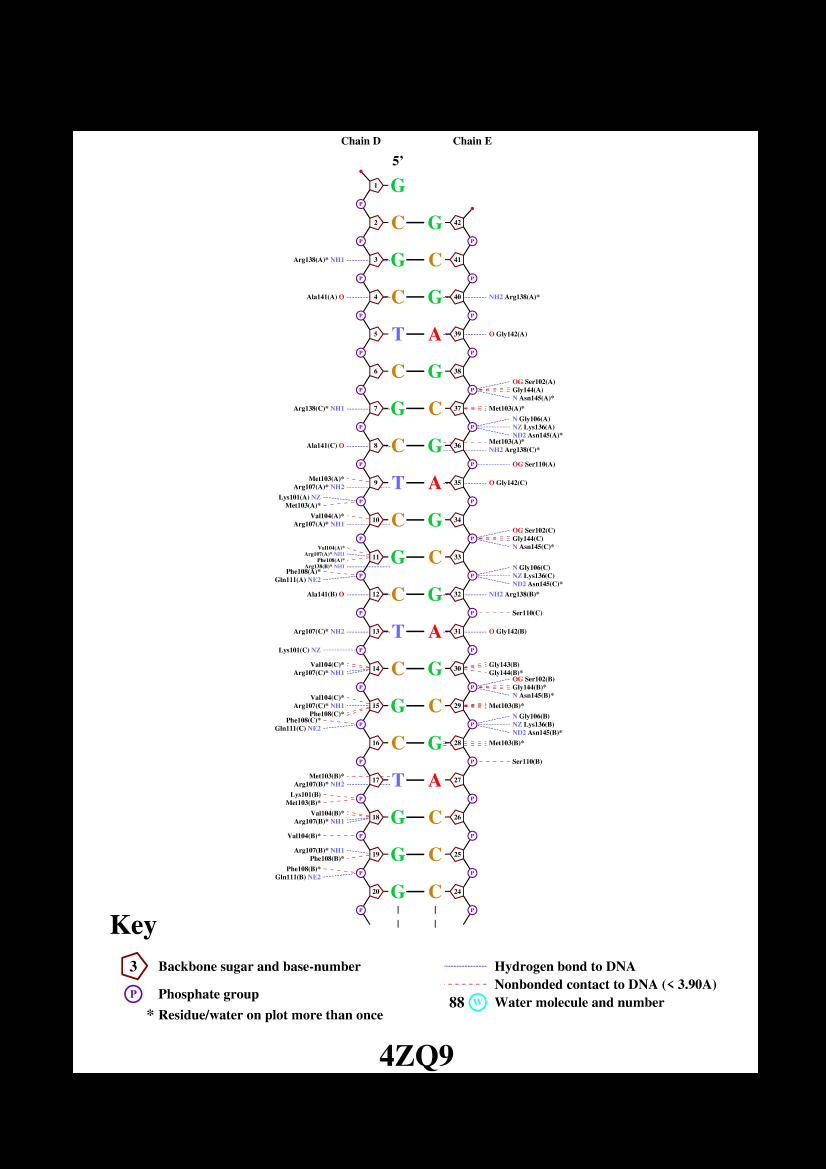 Chain D Chain E
5'
1 G
P
2 C G 42
P P
Arg138(A)* NH1 3 G C 41
P P
Ala141(A) O 4 C G 40 NH2 Arg138(A)*
P P
5 T A 39 O Gly142(A)
P P
6 C G 38
OG Ser102(A)
P P Gly144(A)
N Asn145(A)*
Arg138(C)* NH1 7 G C 37 Met103(A)*
N Gly106(A)
P P NZ Lys136(A)
ND2 Asn145(A)*
Met103(A)*
Ala141(C) O 8 C G 36
NH2 Arg138(C)*
P P OG Ser110(A)
Met103(A)*
9 T A 35 O Gly142(C)
Arg107(A)* NH2
Lys101(A) NZ
P P
Met103(A)*
Val104(A)*
10 C G 34
Arg107(A)* NH1
OG Ser102(C)
P P Gly144(C)
N Asn145(C)*
Val104(A)*
Arg107(A)* NH1
11 G C 33
Phe108(A)*
Arg138(B)* NH1
N Gly106(C)
Phe108(A)*
P P NZ Lys136(C)
Gln111(A) NE2
ND2 Asn145(C)*
Ala141(B) O 12 C G 32 NH2 Arg138(B)*
P P Ser110(C)
Arg107(C)* NH2 13 T A 31 O Gly142(B)
Lys101(C) NZ P P
Val104(C)* Gly143(B)
14 C G 30
Arg107(C)* NH1 Gly144(B)*
OG Ser102(B)
P P Gly144(B)*
N Asn145(B)*
Val104(C)*
Arg107(C)* NH1 15 G C 29 Met103(B)*
Phe108(C)*
N Gly106(B)
Phe108(C)*
P P NZ Lys136(B)
Gln111(C) NE2
ND2 Asn145(B)*
16 C G 28 Met103(B)*
P P Ser110(B)
Met103(B)*
17 T A 27
Arg107(B)* NH2
Lys101(B)
P P
Met103(B)*
Val104(B)*
18 G C 26
Arg107(B)* NH1
Val104(B)* P P
Arg107(B)* NH1
19 G C 25
Phe108(B)*
Phe108(B)*
P P
Gln111(B) NE2
20 G C 24
P P
Key
3 Backbone sugar and base-number
Hydrogen bond to DNA
Nonbonded contact to DNA (< 3.90A)
P Phosphate group
88 W Water molecule and number
* Residue/water on plot more than once
4ZQ9